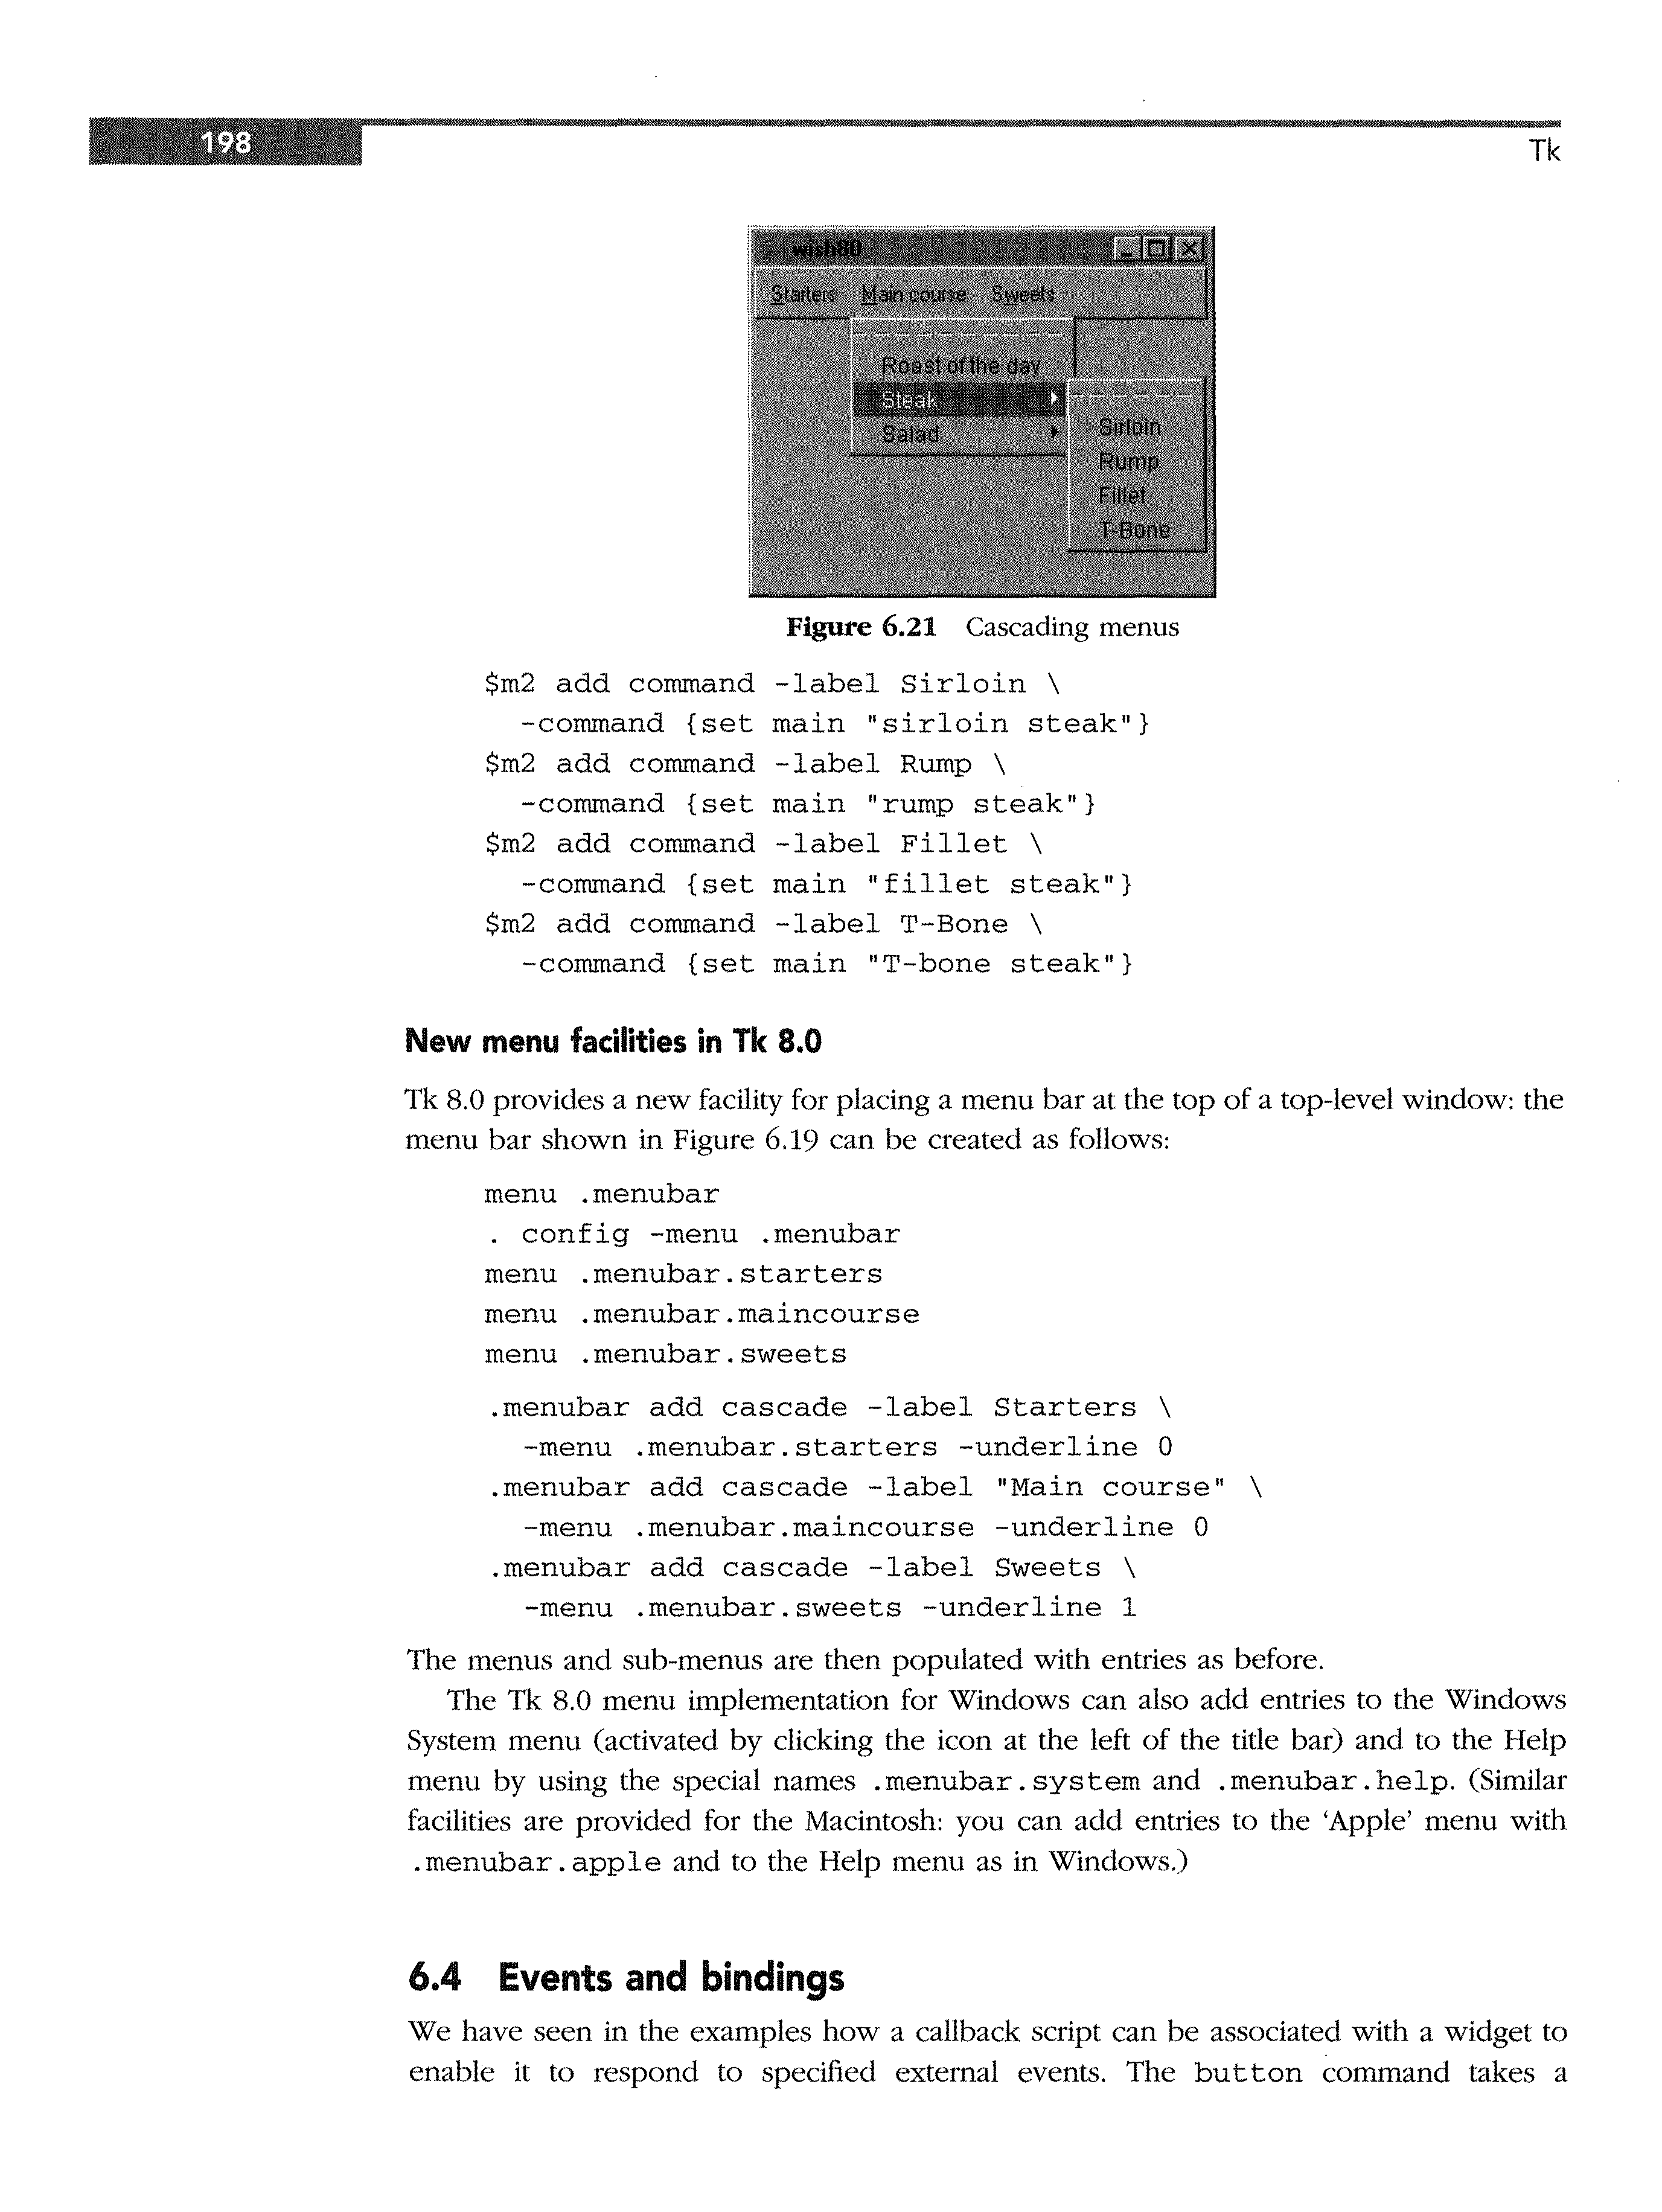 198
Tk
wish80
Starters Main course Sweets
Roast of the day
Steak
Salad
Sirloin
Rump
Fillet
T-Bone
Figure 6.21 Cascading menus
$m2 add command -label Sirloin \
-command {set main "sirloin steak"}
$m2 add command -label Rump \
-command {set main "rump steak"}
$m2 add command -label Fillet \
-command {set main "fillet steak"}
$m2 add command -label T-Bone \
-command {set main "T-bone steak"}
New menu facilities in Tk 8.0
Tk 8.0 provides a new facility for placing a menu bar at the top of a top-level window: the
menu bar shown in Figure 6.19 can be created as follows:
menu .menubar
. config -menu .menubar
menu .menubar.starters
menu .menubar.maincourse
menu .menubar.sweets
.menubar add cascade -label Starters \
-menu .menubar.starters -underline 0
.menubar add cascade -label "Main course" \
-menu .menubar.maincourse -underline 0
.menubar add cascade -label Sweets \
-menu .menubar.sweets -underline 1
The menus and sub-menus are then populated with entries as before.
The Tk 8.0 menu implementation for Windows can also add entries to the Windows
System menu (activated by clicking the icon at the left of the title bar) and to the Help
menu by using the special names .menubar.system and .menubar.help. (Similar
facilities are provided for the Macintosh: you can add entries to the ‘Apple’ menu with
.menubar.apple and to the Help menu as in Windows.)
6.4 Events and bindings
We have seen in the examples how a callback script can be associated with a widget to
enable it to respond to specified external events. The button command takes a